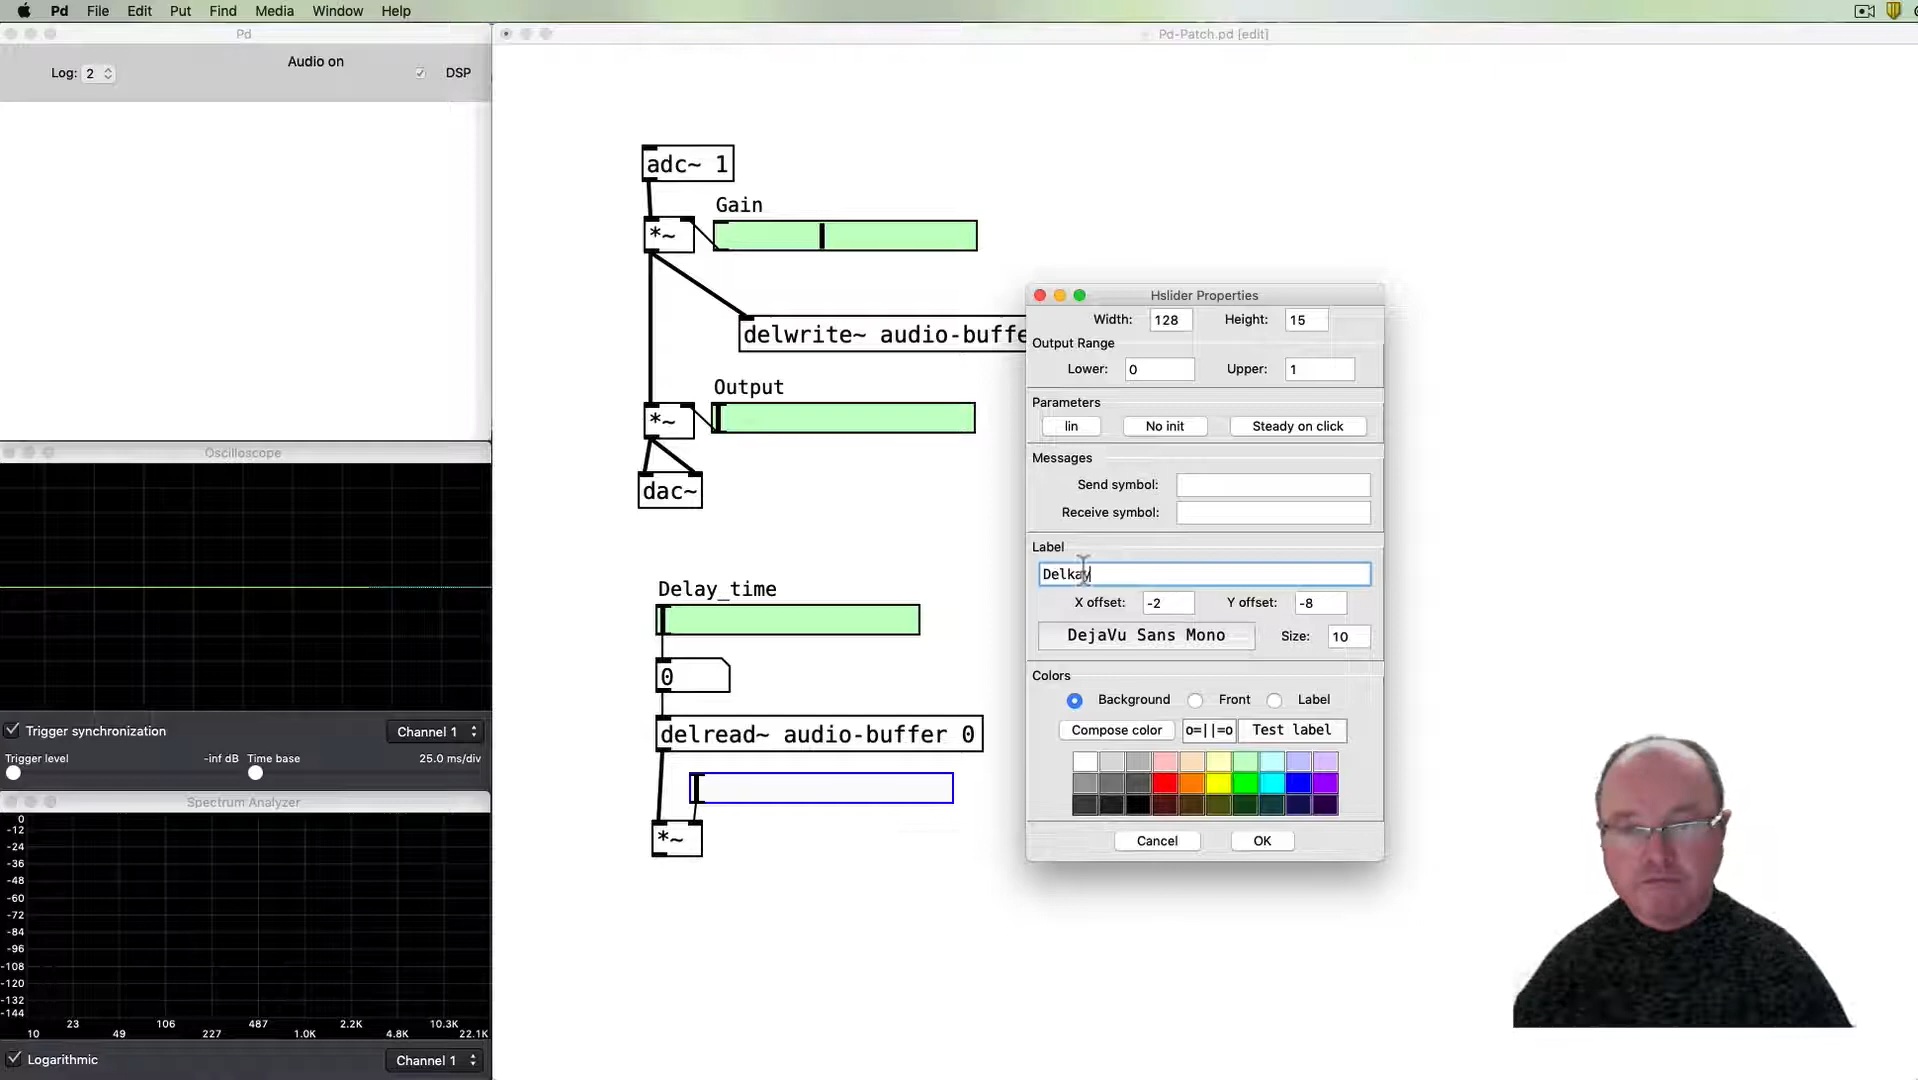 Pd File Edit Put Find Media Window Help
Pd
Audio on
Log: 2 DSP
Pd-Patch.pd [edit]
adc~ 1
Gain
*~
delwrite~ audio-buffe
Output
*~
dac~
Delay_time
0
delread~ audio-buffer 0
*~
Hslider Properties
Width: 128 Height: 15
Output Range
Lower: 0 Upper: 1
Parameters
lin No init Steady on click
Messages
Send symbol:
Receive symbol:
Label
Delkay
X offset: -2 Y offset: -8
DejaVu Sans Mono Size: 10
Colors
Background Front Label
Compose color o=||=o Test label
Cancel OK
Oscilloscope
Trigger synchronization Channel 1
Trigger level -inf dB Time base 25.0 ms/div
Spectrum Analyzer
0
-12
-24
-36
-48
-60
-72
-84
-96
-108
-120
-132
-144
23 106 487 2.2K 10.3K
10 49 227 1.0K 4.8K 22.1K
Logarithmic Channel 1